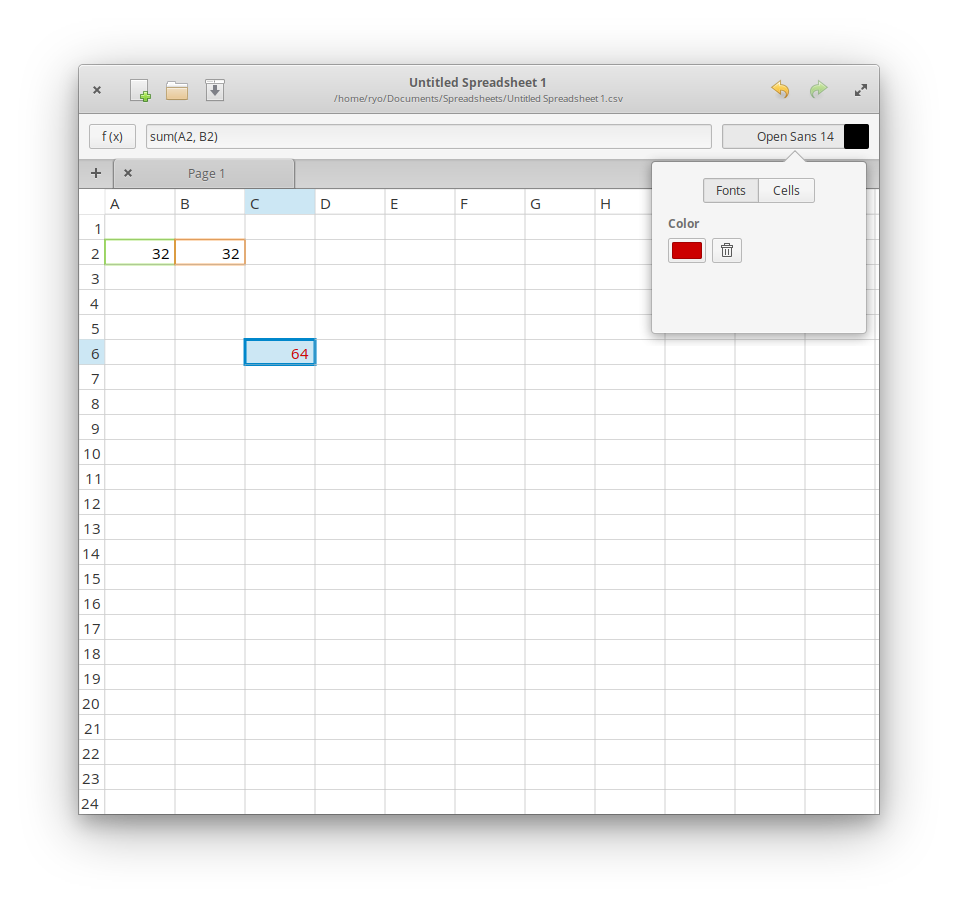 Untitled Spreadsheet 1
/home/ryo/Documents/Spreadsheets/Untitled Spreadsheet 1.csv
f (x)
sum(A2, B2)
Open Sans 14
Page 1
Fonts
Cells
Color
A B C D E F G H
1
2 32 32
3
4
5
6 64
7
8
9
10
11
12
13
14
15
16
17
18
19
20
21
22
23
24